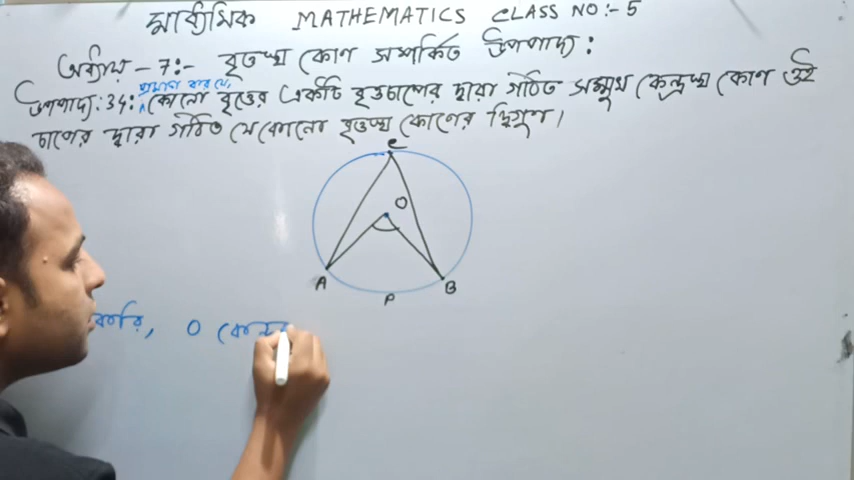 মাধ্যমিক MATHEMATICS CLASS NO:- 5
অধ্যায় - 7:- বৃত্তস্থ কোণ সম্পর্কিত উপপাদ্য:
প্রমাণ কর যে,
উপপাদ্য: 34: কোনো বৃত্তের একটি বৃত্তচাপের দ্বারা গঠিত সম্মুখ কেন্দ্রস্থ কোণ ওই
চাপের দ্বারা গঠিত যেকোনো বৃত্তস্থ কোণের দ্বিগুণ।
C
O
A
B
P
করি, O